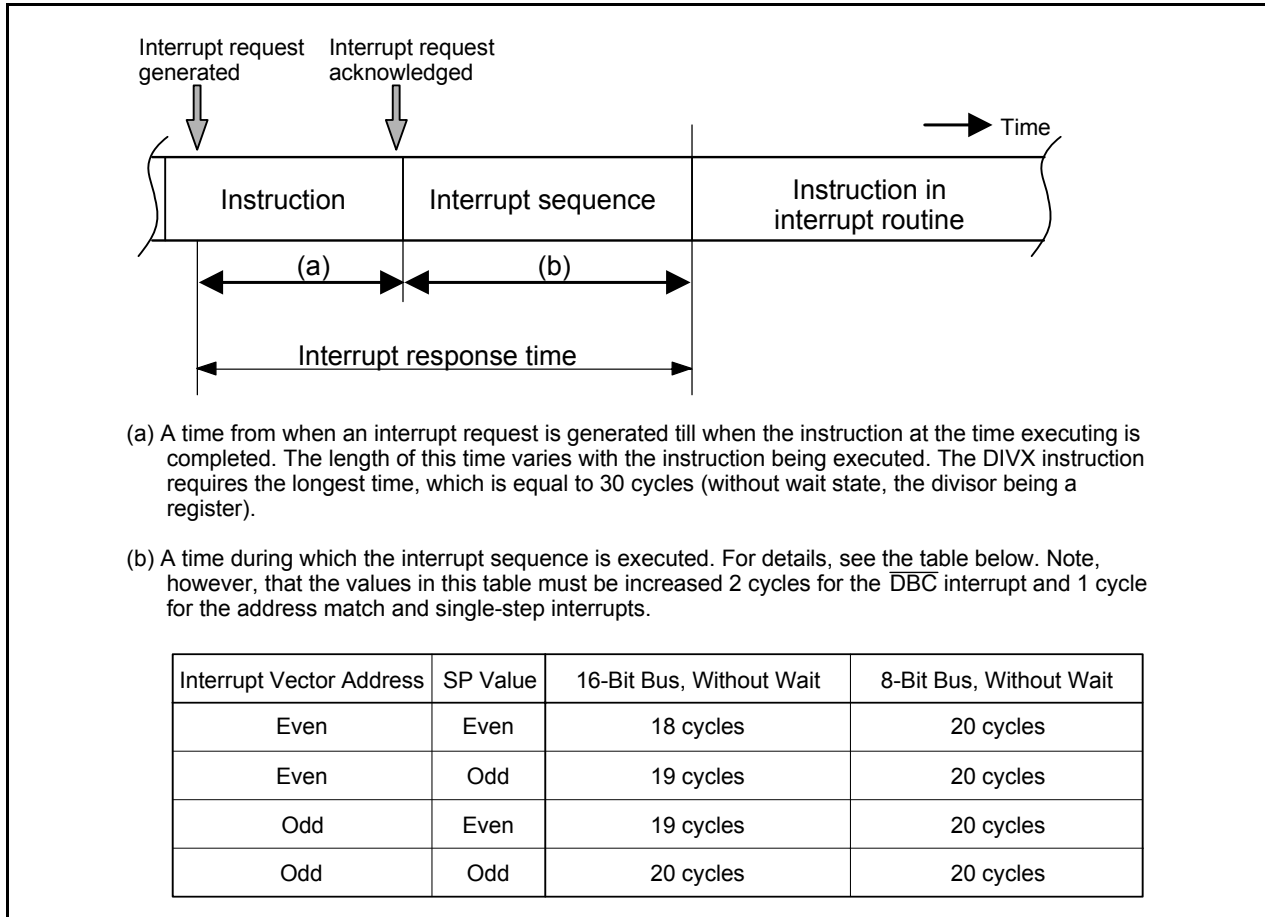 Interrupt request
generated
Interrupt request
acknowledged
Time
Instruction
Interrupt sequence
Instruction in
interrupt routine
(a)
(b)
Interrupt response time
(a) A time from when an interrupt request is generated till when the instruction at the time executing is
completed. The length of this time varies with the instruction being executed. The DIVX instruction
requires the longest time, which is equal to 30 cycles (without wait state, the divisor being a
register).
(b) A time during which the interrupt sequence is executed. For details, see the table below. Note,
however, that the values in this table must be increased 2 cycles for the D̅B̅C̅ interrupt and 1 cycle
for the address match and single-step interrupts.
Interrupt Vector Address SP Value 16-Bit Bus, Without Wait 8-Bit Bus, Without Wait
Even Even 18 cycles 20 cycles
Even Odd 19 cycles 20 cycles
Odd Even 19 cycles 20 cycles
Odd Odd 20 cycles 20 cycles